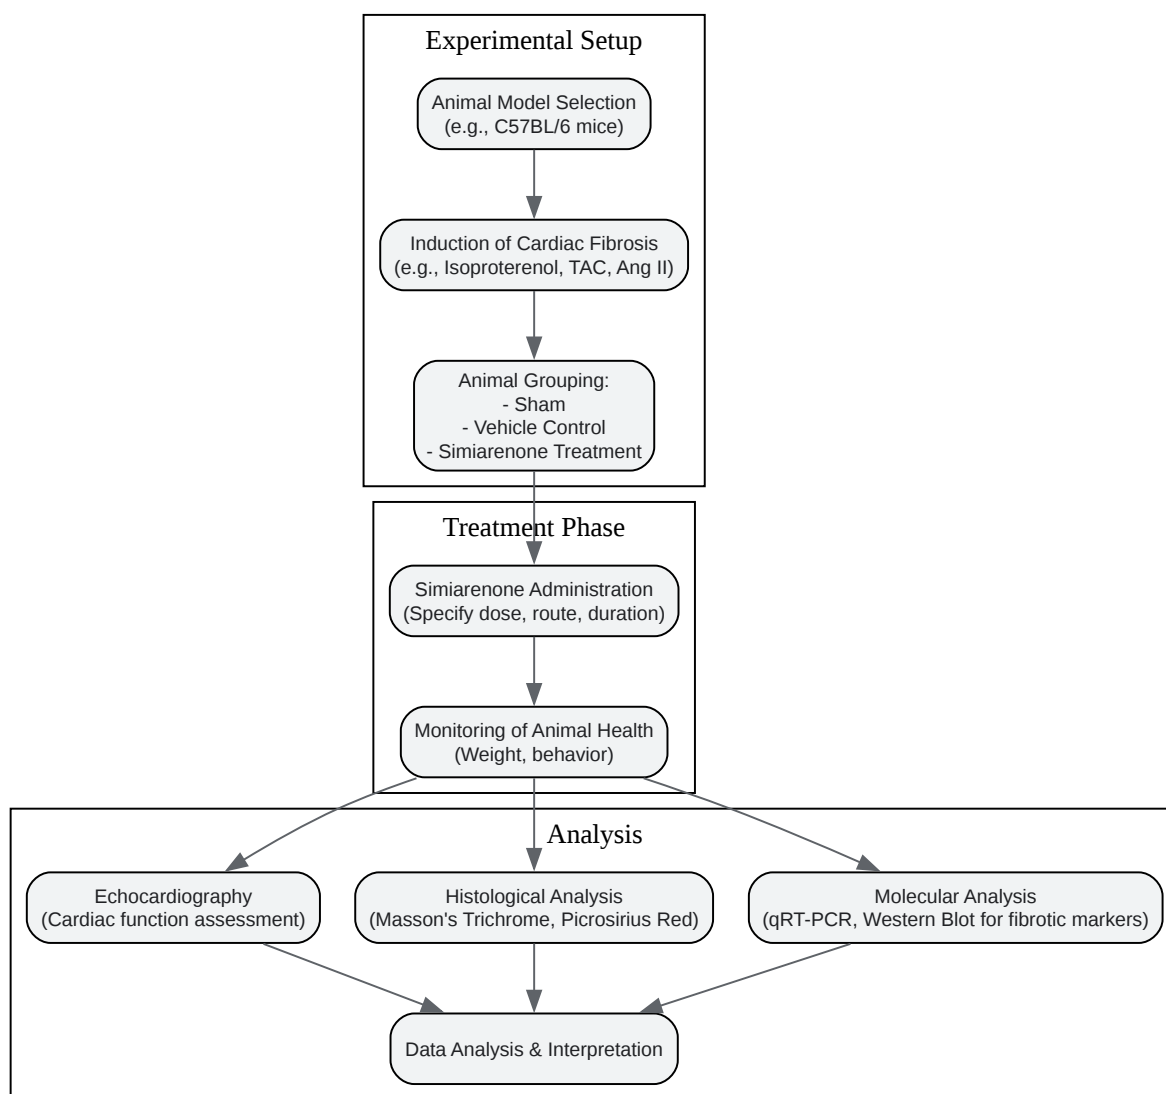 Experimental Setup
Animal Model Selection
(e.g., C57BL/6 mice)
Induction of Cardiac Fibrosis
(e.g., Isoproterenol, TAC, Ang II)
Animal Grouping:
- Sham
- Vehicle Control
- Simiarenone Treatment
Treatment Phase
Simiarenone Administration
(Specify dose, route, duration)
Monitoring of Animal Health
(Weight, behavior)
Analysis
Echocardiography
(Cardiac function assessment)
Histological Analysis
(Masson's Trichrome, Picrosirius Red)
Molecular Analysis
(qRT-PCR, Western Blot for fibrotic markers)
Data Analysis & Interpretation